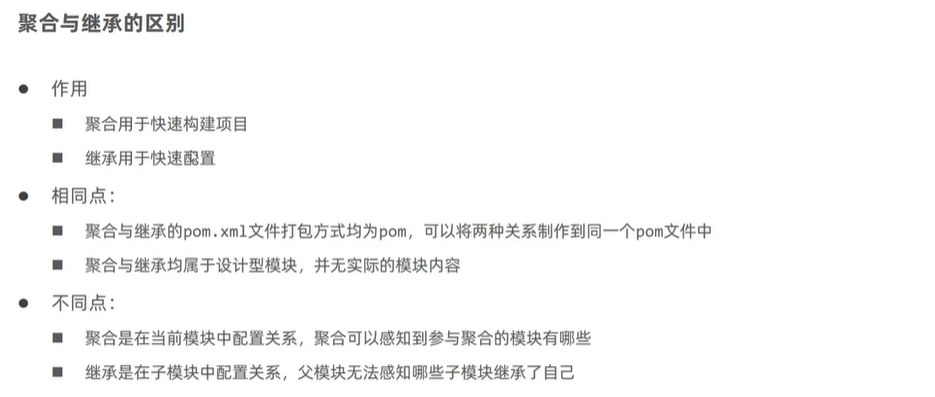 聚合与继承的区别
作用
聚合用于快速构建项目
继承用于快速配置
相同点：
聚合与继承的pom.xml文件打包方式均为pom，可以将两种关系制作到同一个pom文件中
聚合与继承均属于设计型模块，并无实际的模块内容
不同点：
聚合是在当前模块中配置关系，聚合可以感知到参与聚合的模块有哪些
继承是在子模块中配置关系，父模块无法感知哪些子模块继承了自己